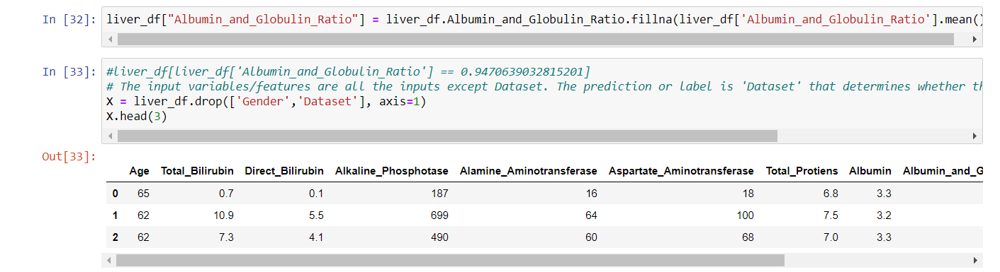 In [32]: liver_df["Albumin_and_Globulin_Ratio"] = liver_df.Albumin_and_Globulin_Ratio.fillna(liver_df['Albumin_and_Globulin_Ratio'].mean()
In [33]: #liver_df[liver_df['Albumin_and_Globulin_Ratio'] == 0.9470639032815201]
# The input variables/features are all the inputs except Dataset. The prediction or label is 'Dataset' that determines whether
X = liver_df.drop(['Gender','Dataset'], axis=1)
X.head(3)
Out[33]:
Age Total_Bilirubin Direct_Bilirubin Alkaline_Phosphotase Alamine_Aminotransferase Aspartate_Aminotransferase Total_Protiens Albumin Albumin_and_G
0 65 0.7 0.1 187 16 18 6.8 3.3
1 62 10.9 5.5 699 64 100 7.5 3.2
2 62 7.3 4.1 490 60 68 7.0 3.3